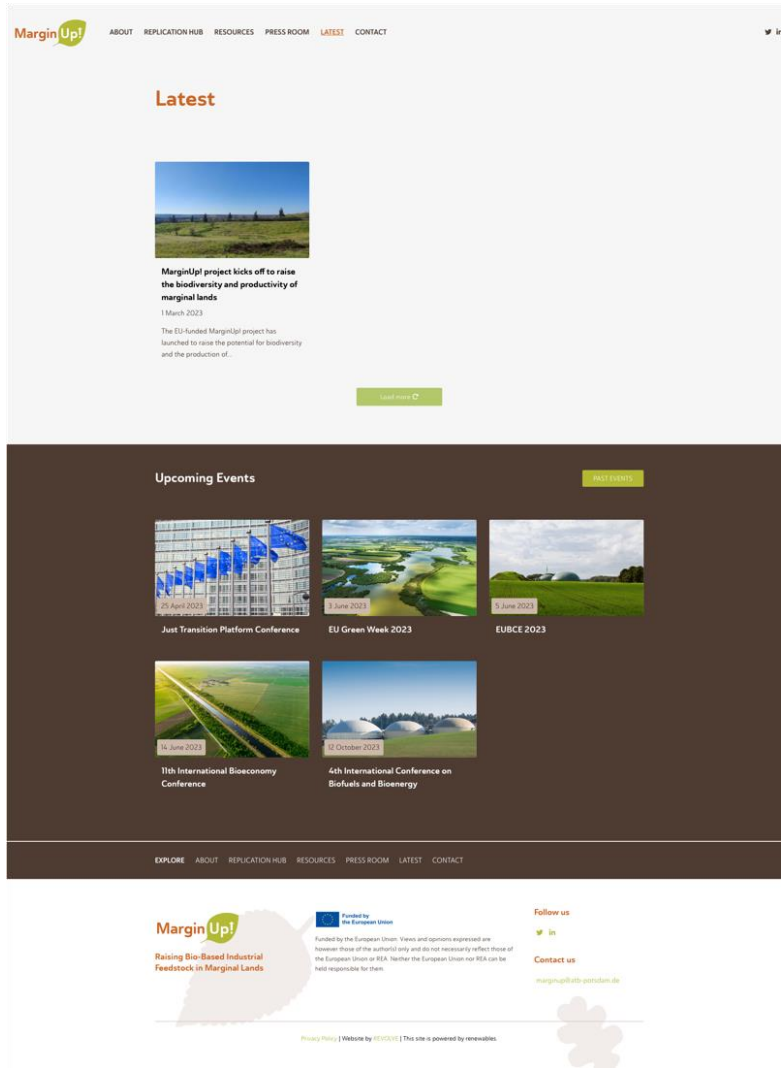 MarginUp!
ABOUT REPLICATION HUB RESOURCES PRESS ROOM LATEST CONTACT
Latest
MarginUp! project kicks off to raise
the biodiversity and productivity of
marginal lands
1 March 2023
The EU-funded MarginUp! project has
launched to raise the potential for biodiversity
and the production of...
Load more
Upcoming Events
PAST EVENTS
25 April 2023
3 June 2023
5 June 2023
Just Transition Platform Conference
EU Green Week 2023
EUBCE 2023
14 June 2023
12 October 2023
11th International Bioeconomy
Conference
4th International Conference on
Biofuels and Bioenergy
EXPLORE ABOUT REPLICATION HUB RESOURCES PRESS ROOM LATEST CONTACT
MarginUp!
Raising Bio-Based Industrial
Feedstock in Marginal Lands
Funded by
the European Union
Funded by the European Union. Views and opinions expressed are
however those of the author(s) only and do not necessarily reflect those of
the European Union or REA. Neither the European Union nor REA can be
held responsible for them.
Follow us
in
Contact us
marginup@atb-potsdam.de
Privacy Policy | Website by REVOLVE | This site is powered by renewables.